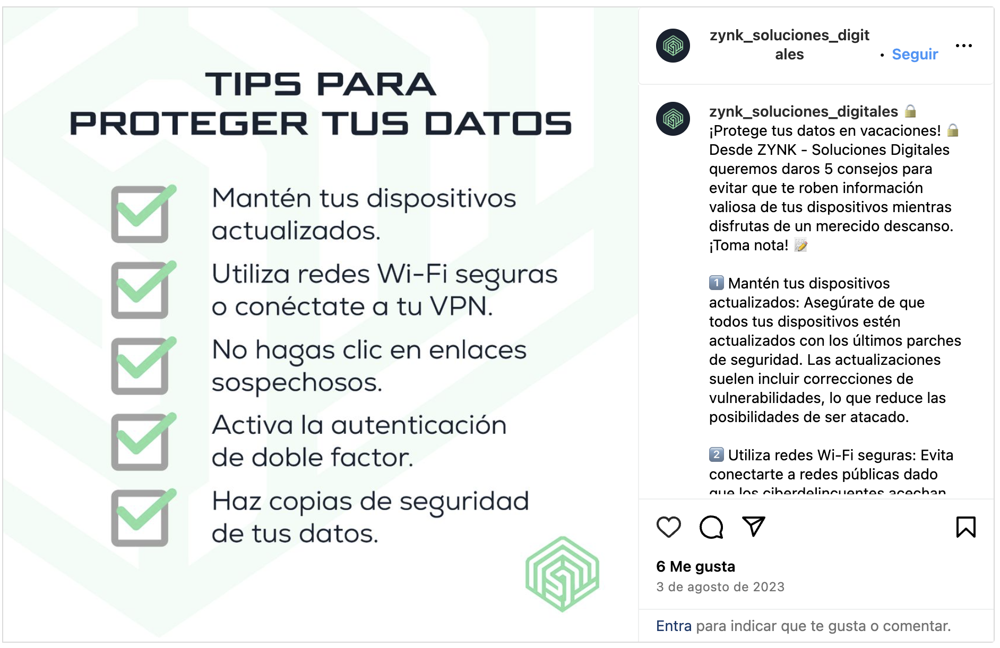 TIPS PARA
PROTEGER TUS DATOS
Mantén tus dispositivos
actualizados.
Utiliza redes Wi-Fi seguras
o conéctate a tu VPN.
No hagas clic en enlaces
sospechosos.
Activa la autenticación
de doble factor.
Haz copias de seguridad
de tus datos.
zynk_soluciones_digit
ales • Seguir
zynk_soluciones_digitales 🔒
¡Protege tus datos en vacaciones! 🔒
Desde ZYNK - Soluciones Digitales
queremos daros 5 consejos para
evitar que te roben información
valiosa de tus dispositivos mientras
disfrutas de un merecido descanso.
¡Toma nota! 📝
1️⃣ Mantén tus dispositivos
actualizados: Asegúrate de que
todos tus dispositivos estén
actualizados con los últimos parches
de seguridad. Las actualizaciones
suelen incluir correcciones de
vulnerabilidades, lo que reduce las
posibilidades de ser atacado.
2️⃣ Utiliza redes Wi-Fi seguras: Evita
conectarte a redes públicas dado
que los ciberdelincuentes acechan
6 Me gusta
3 de agosto de 2023
Entra para indicar que te gusta o comentar.